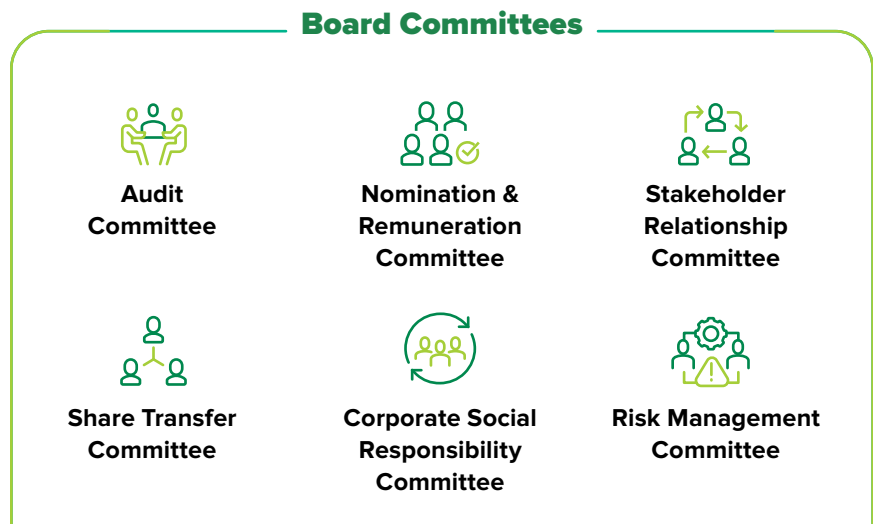 Board Committees
Audit
Committee
Nomination &
Remuneration
Committee
Stakeholder
Relationship
Committee
Share Transfer
Committee
Corporate Social
Responsibility
Committee
Risk Management
Committee